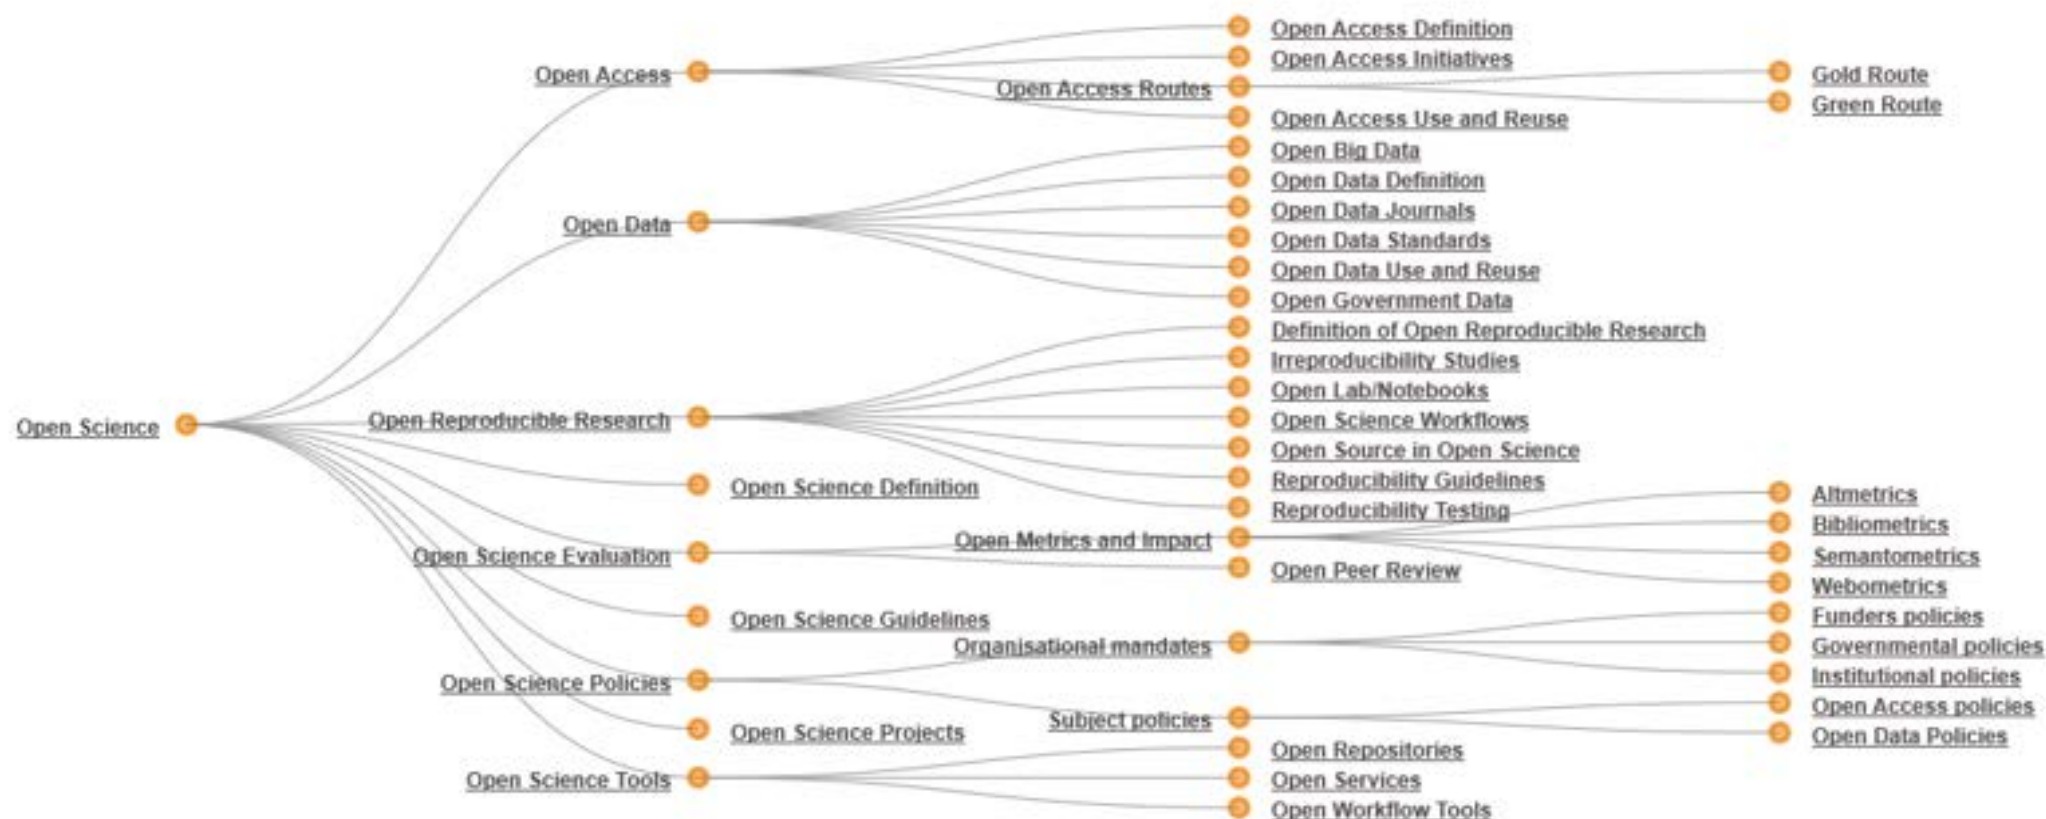 Open Science
Open Access
Open Access Definition
Open Access Initiatives
Open Access Routes
Gold Route
Green Route
Open Access Use and Reuse
Open Data
Open Big Data
Open Data Definition
Open Data Journals
Open Data Standards
Open Data Use and Reuse
Open Government Data
Open Reproducible Research
Definition of Open Reproducible Research
Irreproducibility Studies
Open Lab/Notebooks
Open Science Workflows
Open Source in Open Science
Reproducibility Guidelines
Reproducibility Testing
Open Science Definition
Open Science Evaluation
Open Metrics and Impact
Altmetrics
Bibliometrics
Semantometrics
Webometrics
Open Peer Review
Open Science Guidelines
Open Science Policies
Organisational mandates
Funders policies
Governmental policies
Institutional policies
Subject policies
Open Access policies
Open Data Policies
Open Science Projects
Open Science Tools
Open Repositories
Open Services
Open Workflow Tools